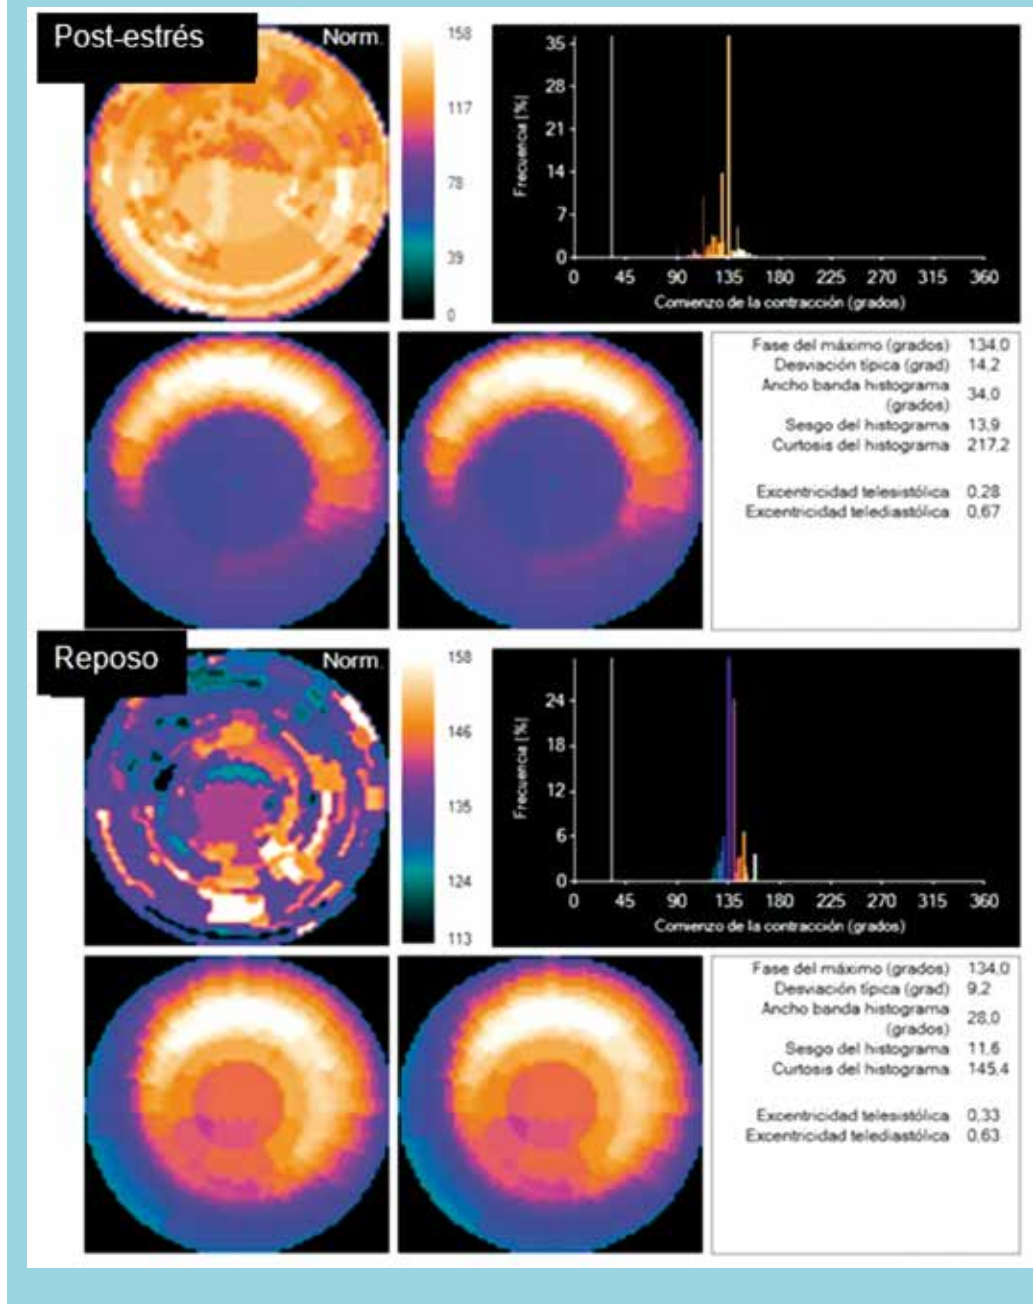 Post-estrés
Norm.
158
117
78
39
0
Frecuencia [%]
35
28
21
14
7
0
0 45 90 135 180 225 270 315 360
Comienzo de la contracción (grados)
Fase del máximo (grados) 134,0
Desviación típica (grad) 14,2
Ancho banda histograma
(grados) 34,0
Sesgo del histograma 13,9
Curtosis del histograma 217,2
Excentricidad telesistólica 0,28
Excentricidad telediastólica 0,67
Reposo
Norm.
158
146
135
124
113
Frecuencia [%]
24
18
12
6
0
0 45 90 135 180 225 270 315 360
Comienzo de la contracción (grados)
Fase del máximo (grados) 134,0
Desviación típica (grad) 9,2
Ancho banda histograma
(grados) 28,0
Sesgo del histograma 11,6
Curtosis del histograma 145,4
Excentricidad telesistólica 0,33
Excentricidad telediastólica 0,63